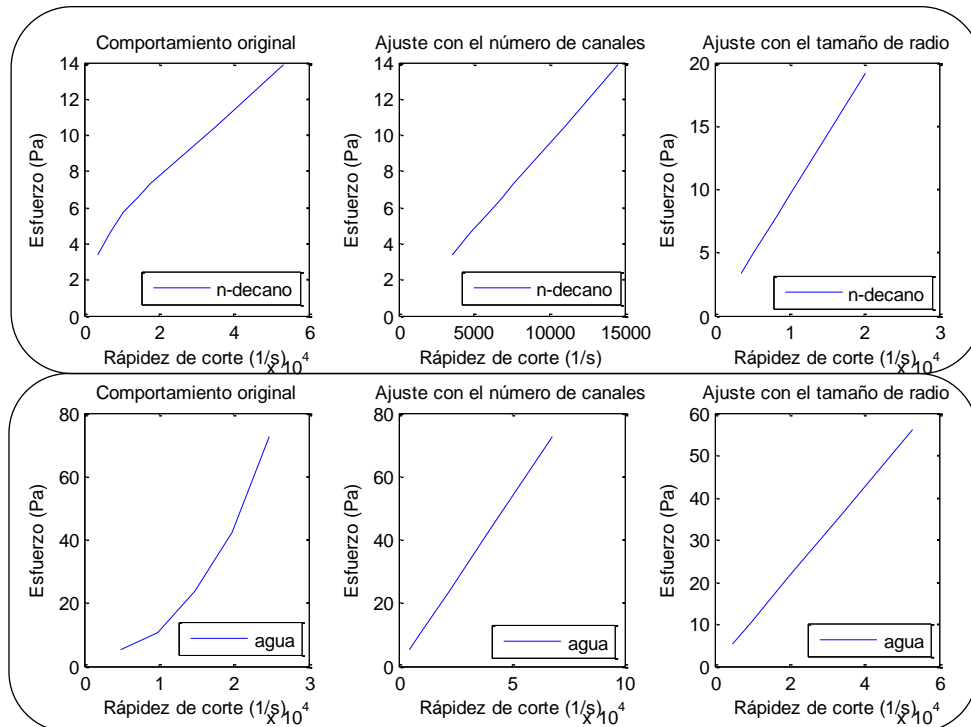 Comportamiento original
Esfuerzo (Pa)
14
12
10
8
6
4
2
0
n-decano
0 2 4 6
Rápidez de corte (1/s)
x 10^4
Ajuste con el número de canales
Esfuerzo (Pa)
14
12
10
8
6
4
2
0
n-decano
0 5000 10000 15000
Rápidez de corte (1/s)
Ajuste con el tamaño de radio
Esfuerzo (Pa)
20
15
10
5
0
n-decano
0 1 2 3
Rápidez de corte (1/s)
x 10^4
Comportamiento original
Esfuerzo (Pa)
80
60
40
20
0
agua
0 1 2 3
Rápidez de corte (1/s)
x 10^4
Ajuste con el número de canales
Esfuerzo (Pa)
80
60
40
20
0
agua
0 5 10
Rápidez de corte (1/s)
x 10^4
Ajuste con el tamaño de radio
Esfuerzo (Pa)
60
50
40
30
20
10
0
agua
0 2 4 6
Rápidez de corte (1/s)
x 10^4